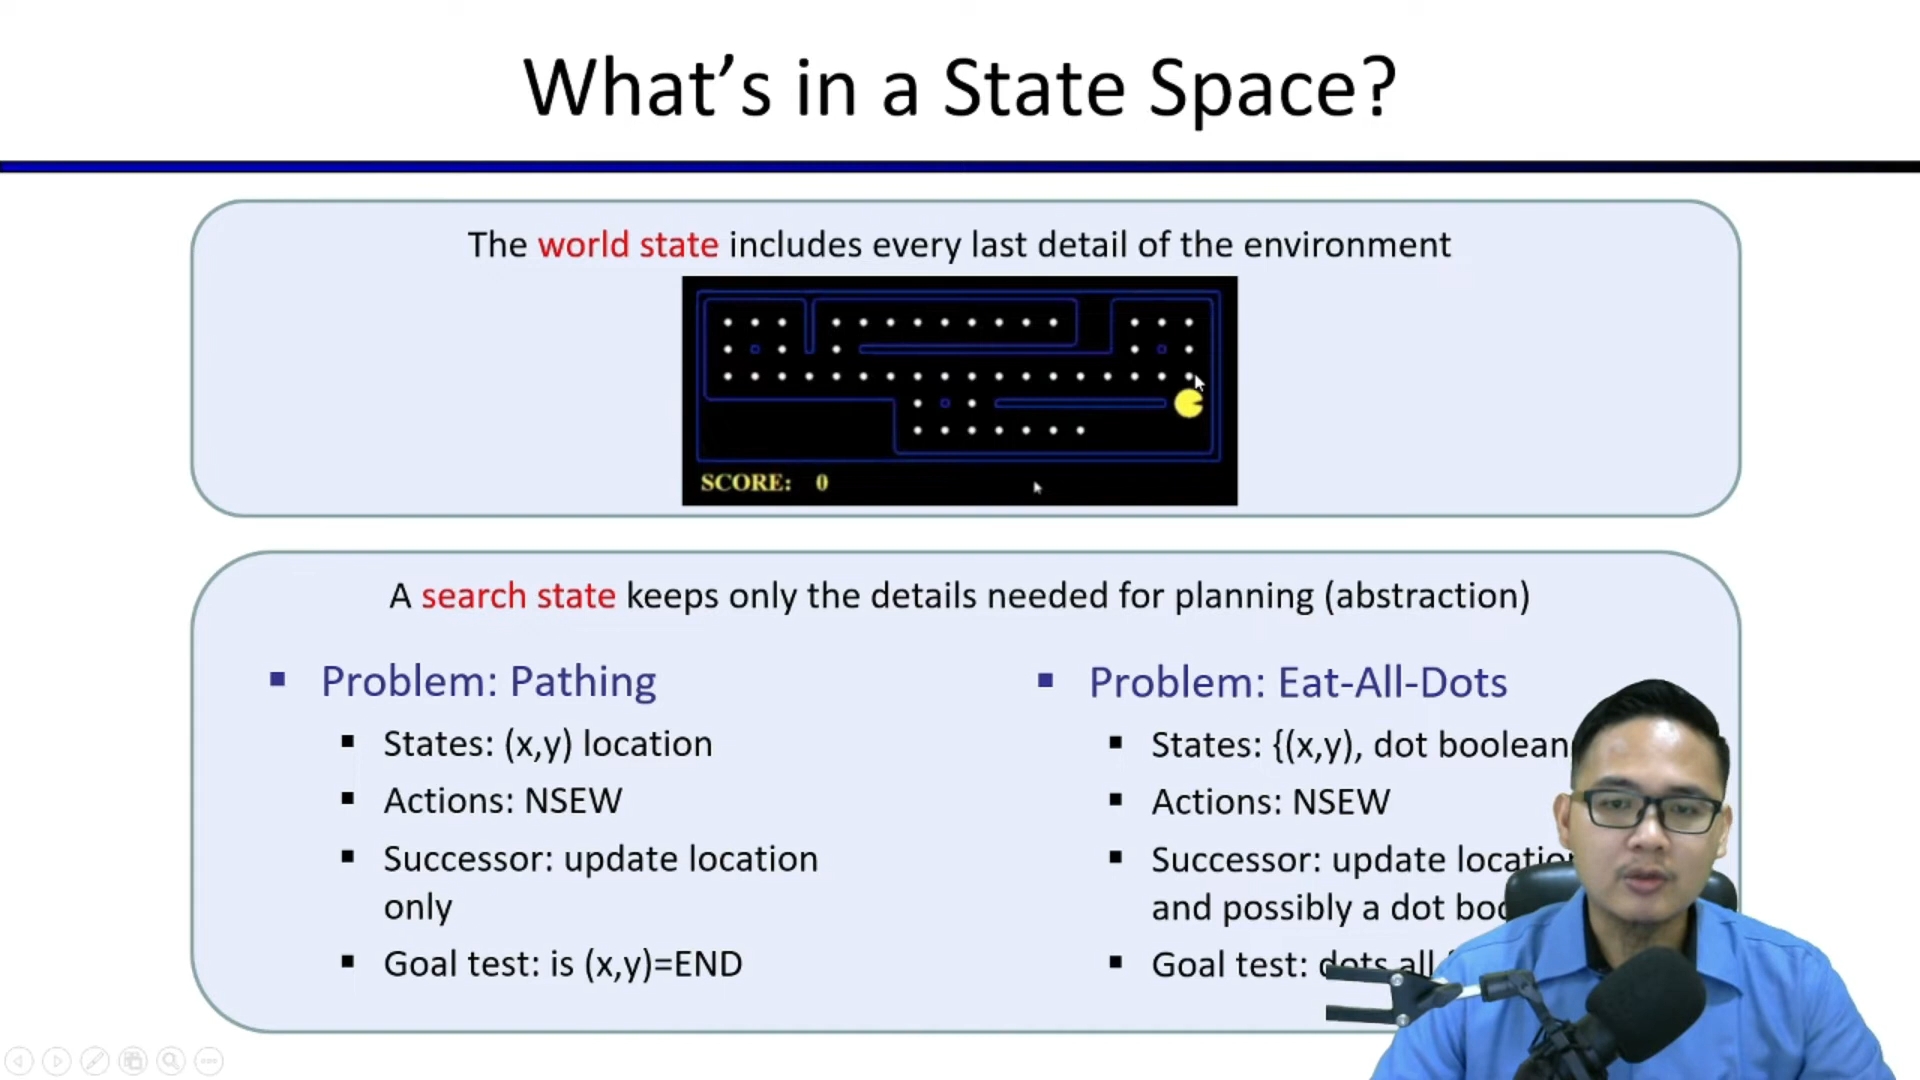 What's in a State Space?
The world state includes every last detail of the environment
SCORE: 0
A search state keeps only the details needed for planning (abstraction)
Problem: Pathing
States: (x,y) location
Actions: NSEW
Successor: update location
only
Goal test: is (x,y)=END
Problem: Eat-All-Dots
States: {(x,y), dot boolean
Actions: NSEW
Successor: update location
and possibly a dot
Goal test: dots all